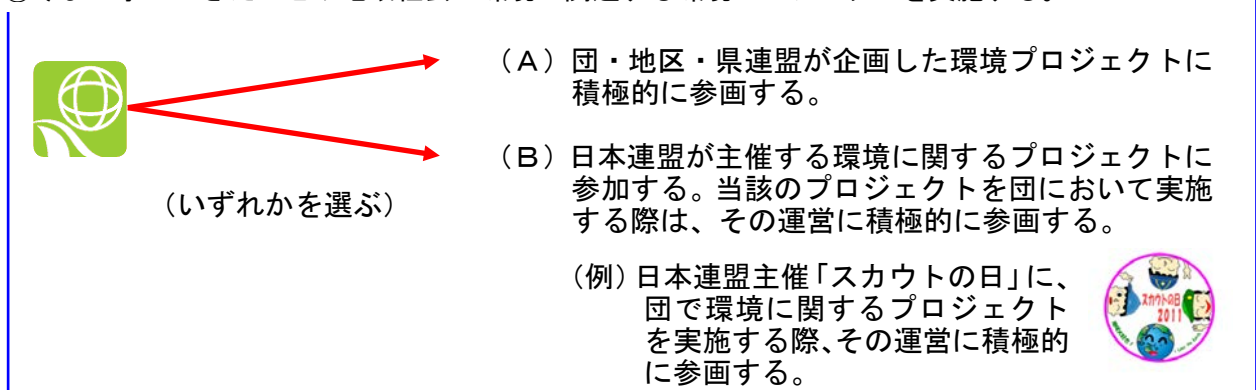 （A）団・地区・県連盟が企画した環境プロジェクトに
積極的に参画する。
（B）日本連盟が主催する環境に関するプロジェクトに
参加する。当該のプロジェクトを団において実施
する際は、その運営に積極的に参画する。
（いずれかを選ぶ）
（例）日本連盟主催「スカウトの日」に、
団で環境に関するプロジェクト
を実施する際、その運営に積極的
に参画する。
スカウトの日
2011